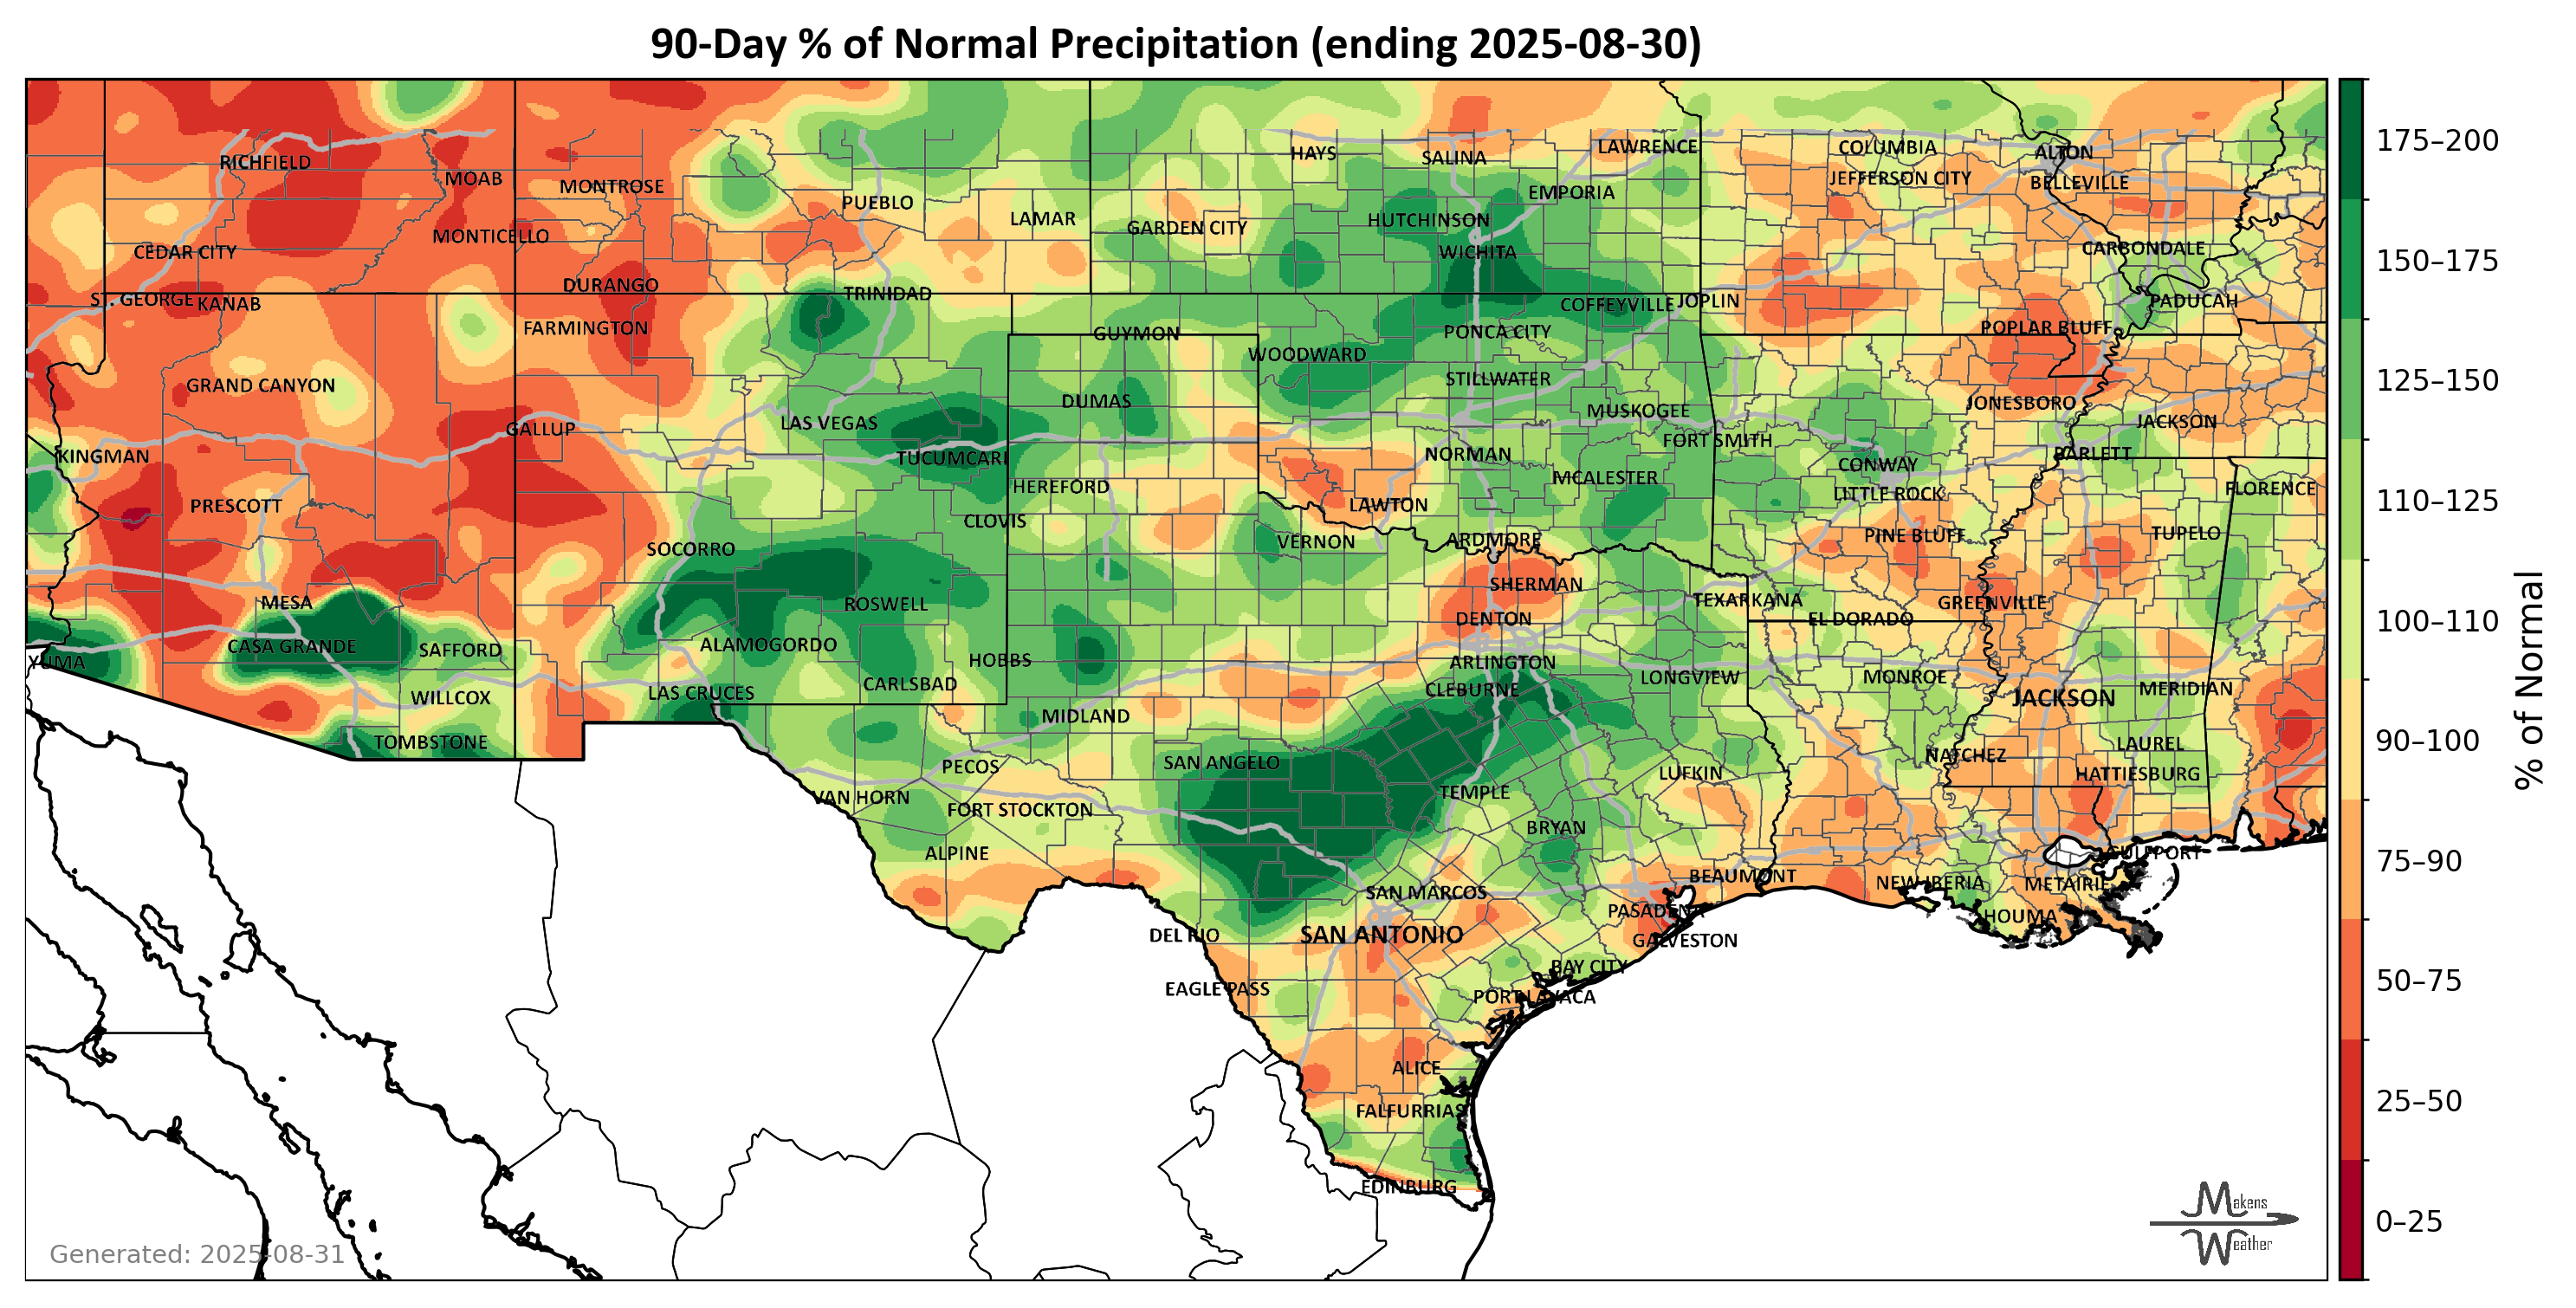 90-Day % of Normal Precipitation (ending 2025-08-30)
RICHFIELD
MOAB
MONTROSE
PUEBLO
LAMAR
HAYS
SALINA
LAWRENCE
COLUMBIA
ALTON
JEFFERSON CITY
BELLEVILLE
EMPORIA
HUTCHINSON
GARDEN CITY
WICHITA
MONTICELLO
CEDAR CITY
CARBONDALE
DURANGO
TRINIDAD
ST. GEORGE
KANAB
COFFEYVILLE
JOPLIN
PADUCAH
FARMINGTON
GUYMON
PONCA CITY
POPLAR BLUFF
WOODWARD
STILLWATER
GRAND CANYON
DUMAS
JONESBORO
MUSKOGEE
LAS VEGAS
JACKSON
GALLUP
FORT SMITH
KINGMAN
TUCUMCARI
NORMAN
BARLETT
CONWAY
MCALESTER
HEREFORD
LITTLE ROCK
FLORENCE
PRESCOTT
LAWTON
CLOVIS
TUPELO
PINE BLUFF
VERNON
ARDMORE
SOCORRO
SHERMAN
MESA
ROSWELL
TEXARKANA
GREENVILLE
DENTON
EL DORADO
CASA GRANDE
SAFFORD
ALAMOGORDO
YUMA
HOBBS
ARLINGTON
LONGVIEW
MONROE
CARLSBAD
CLEBURNE
MERIDIAN
WILLCOX
LAS CRUCES
JACKSON
MIDLAND
TOMBSTONE
LAUREL
NATCHEZ
PECOS
SAN ANGELO
LUFKIN
HATTIESBURG
VAN HORN
FORT STOCKTON
TEMPLE
BRYAN
ALPINE
GULFPORT
BEAUMONT
NEW IBERIA
METAIRIE
SAN MARCOS
PASADENA
HOUMA
DEL RIO
SAN ANTONIO
GALVESTON
BAY CITY
EAGLE PASS
PORT LAVACA
ALICE
FALFURRIAS
EDINBURG
175–200
150–175
125–150
110–125
100–110
90–100
75–90
50–75
25–50
0–25
% of Normal
Generated: 2025-08-31
Makens
Weather